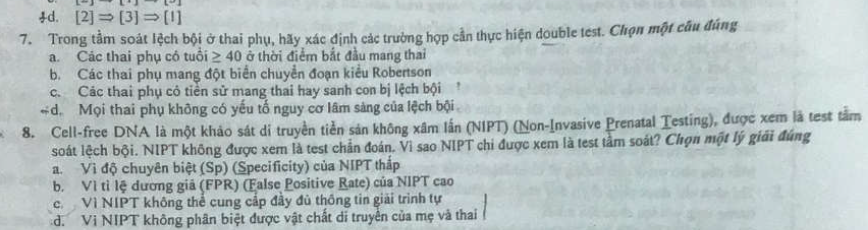 d. [2] ⇒ [3] ⇒ [1]
7. Trong tầm soát lệch bội ở thai phụ, hãy xác định các trường hợp cần thực hiện double test. Chọn một câu đúng
a. Các thai phụ có tuổi ≥ 40 ở thời điểm bắt đầu mang thai
b. Các thai phụ mang đột biến chuyển đoạn kiểu Robertson
c. Các thai phụ có tiền sử mang thai hay sanh con bị lệch bội
d. Mọi thai phụ không có yếu tố nguy cơ lâm sàng của lệch bội
8. Cell-free DNA là một khảo sát di truyền tiền sản không xâm lấn (NIPT) (Non-Invasive Prenatal Testing), được xem là test tầm
soát lệch bội. NIPT không được xem là test chẩn đoán. Vì sao NIPT chỉ được xem là test tầm soát? Chọn một lý giải đúng
a. Vì độ chuyên biệt (Sp) (Specificity) của NIPT thấp
b. Vì tỉ lệ dương giả (FPR) (False Positive Rate) của NIPT cao
c. Vì NIPT không thể cung cấp đầy đủ thông tin giải trình tự
d. Vì NIPT không phân biệt được vật chất di truyền của mẹ và thai